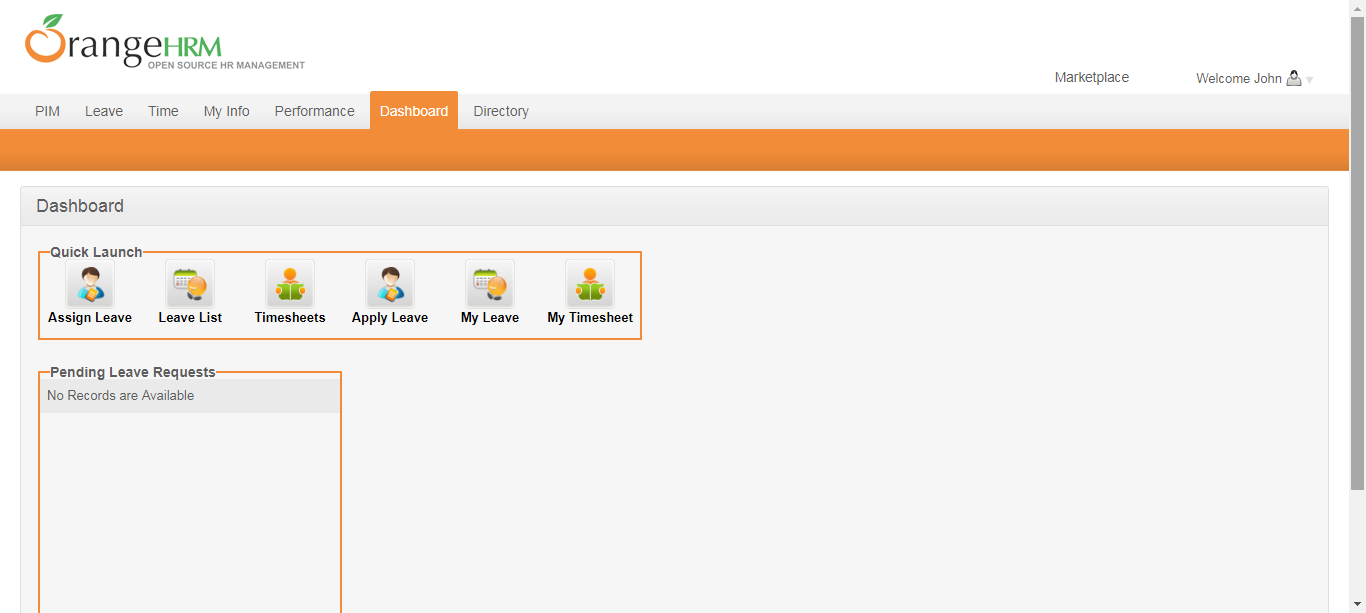 OrangeHRM
OPEN SOURCE HR MANAGEMENT
Marketplace
Welcome John
PIM Leave Time My Info Performance Dashboard Directory
Dashboard
Quick Launch
Assign Leave Leave List Timesheets Apply Leave My Leave My Timesheet
Pending Leave Requests
No Records are Available